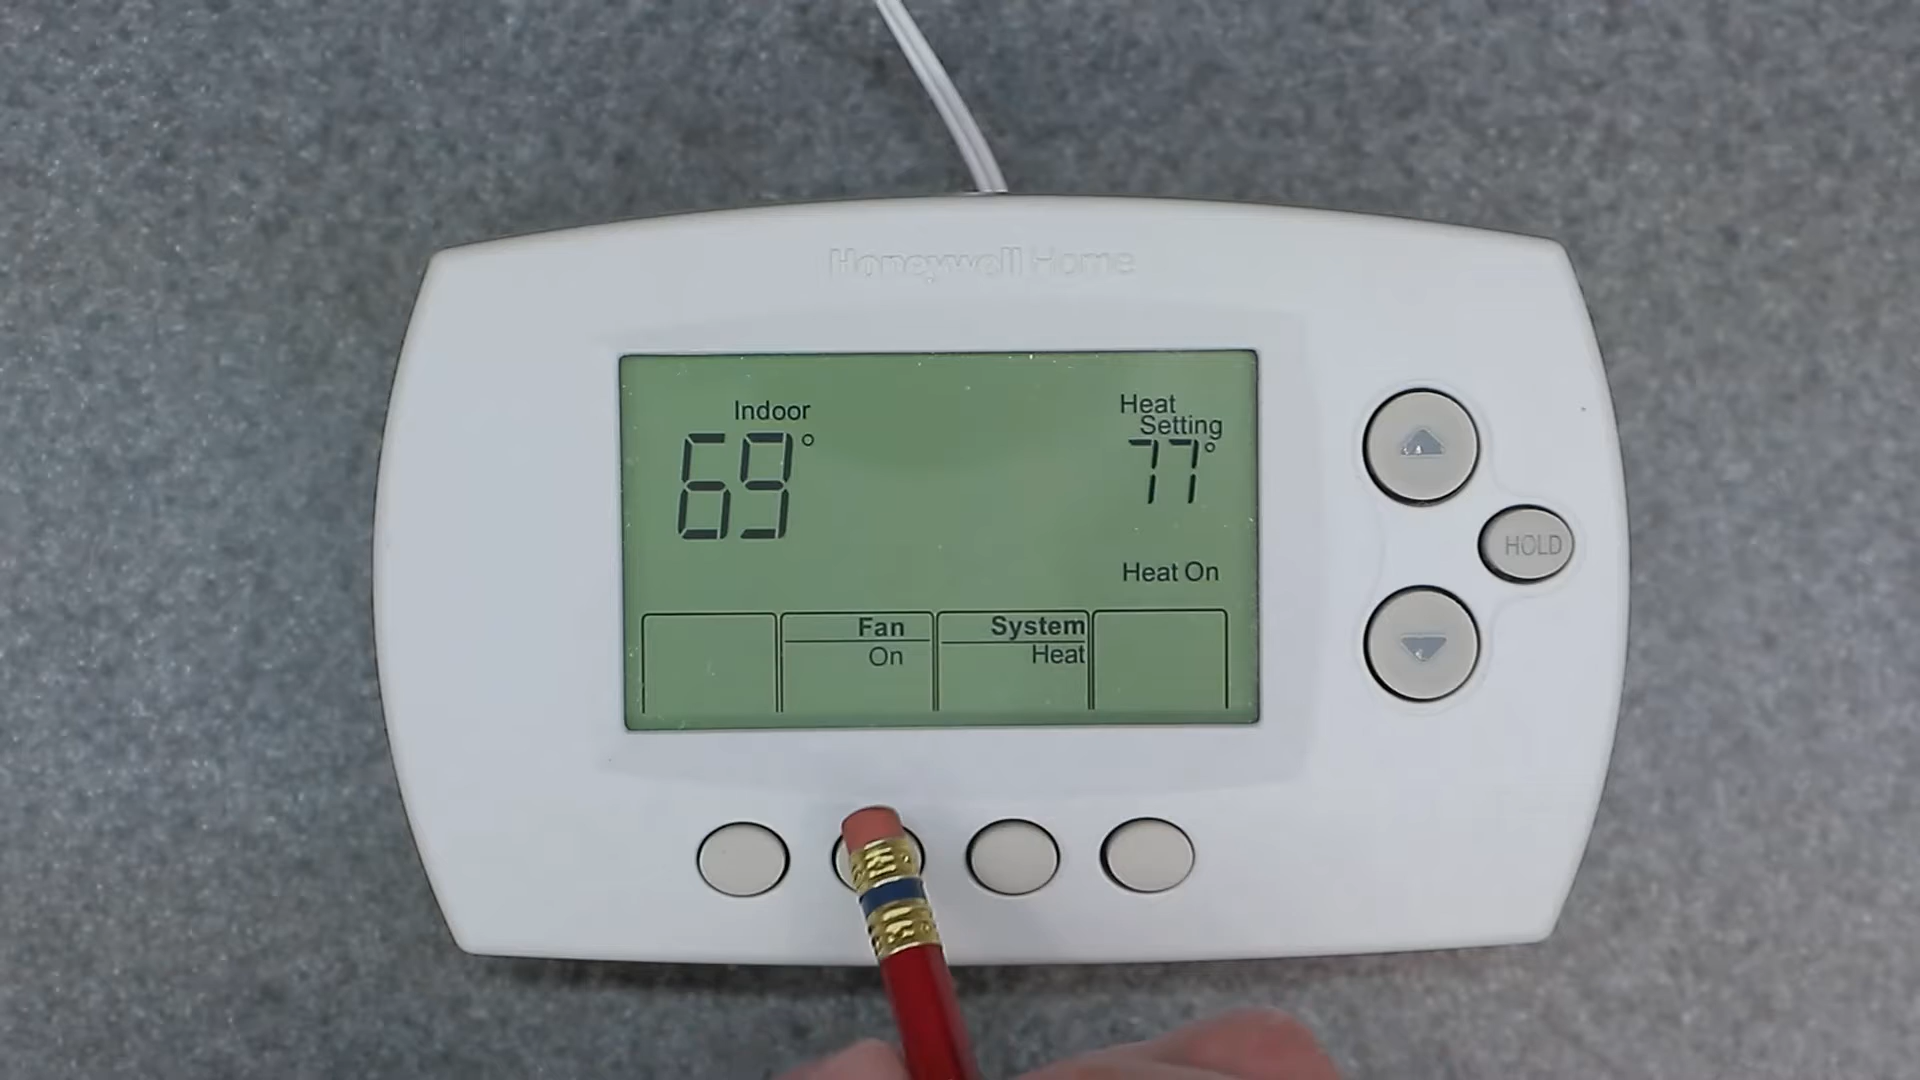 Honeywell Home
Indoor
69°
Heat
Setting
77°
Heat On
Fan
On
System
Heat
HOLD